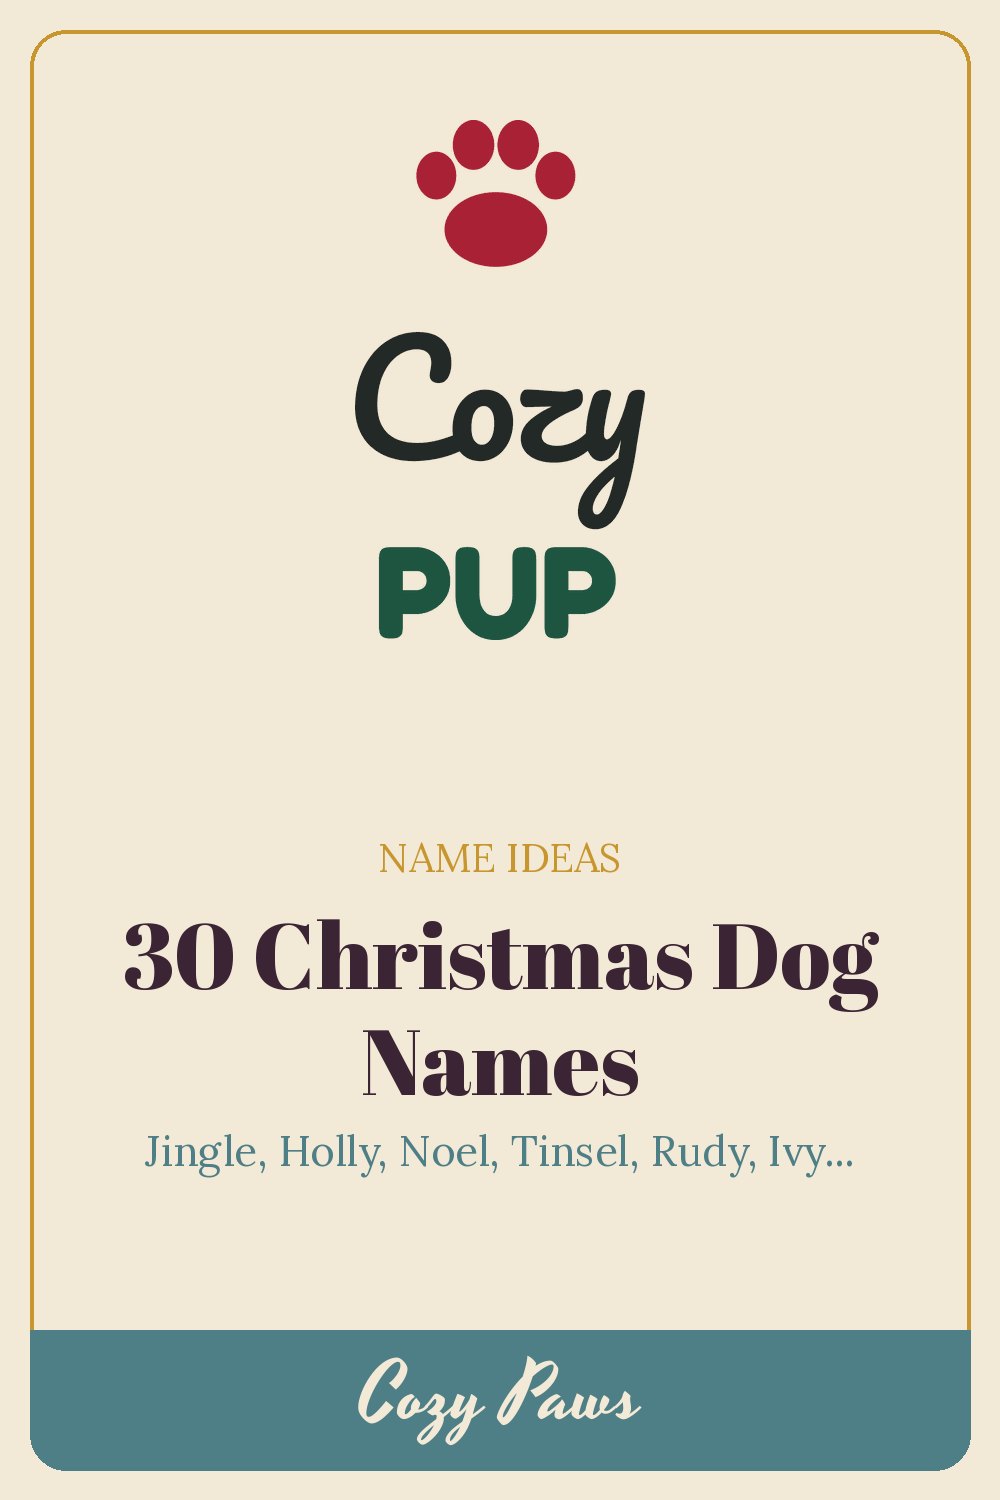 Cozy
PUP
NAME IDEAS
30 Christmas Dog
Names
Jingle, Holly, Noel, Tinsel, Rudy, Ivy...
Cozy Paws